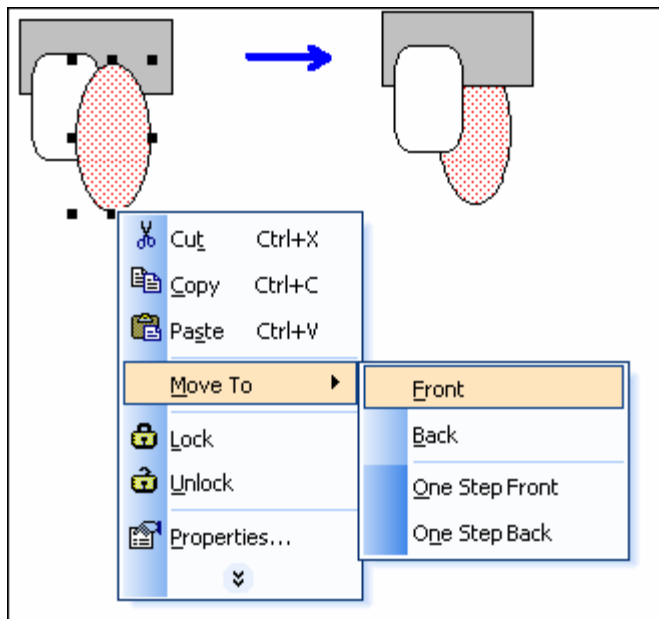 Cut Ctrl+X
Copy Ctrl+C
Paste Ctrl+V
Move To
Front
Back
Lock
One Step Front
Unlock
One Step Back
Properties...